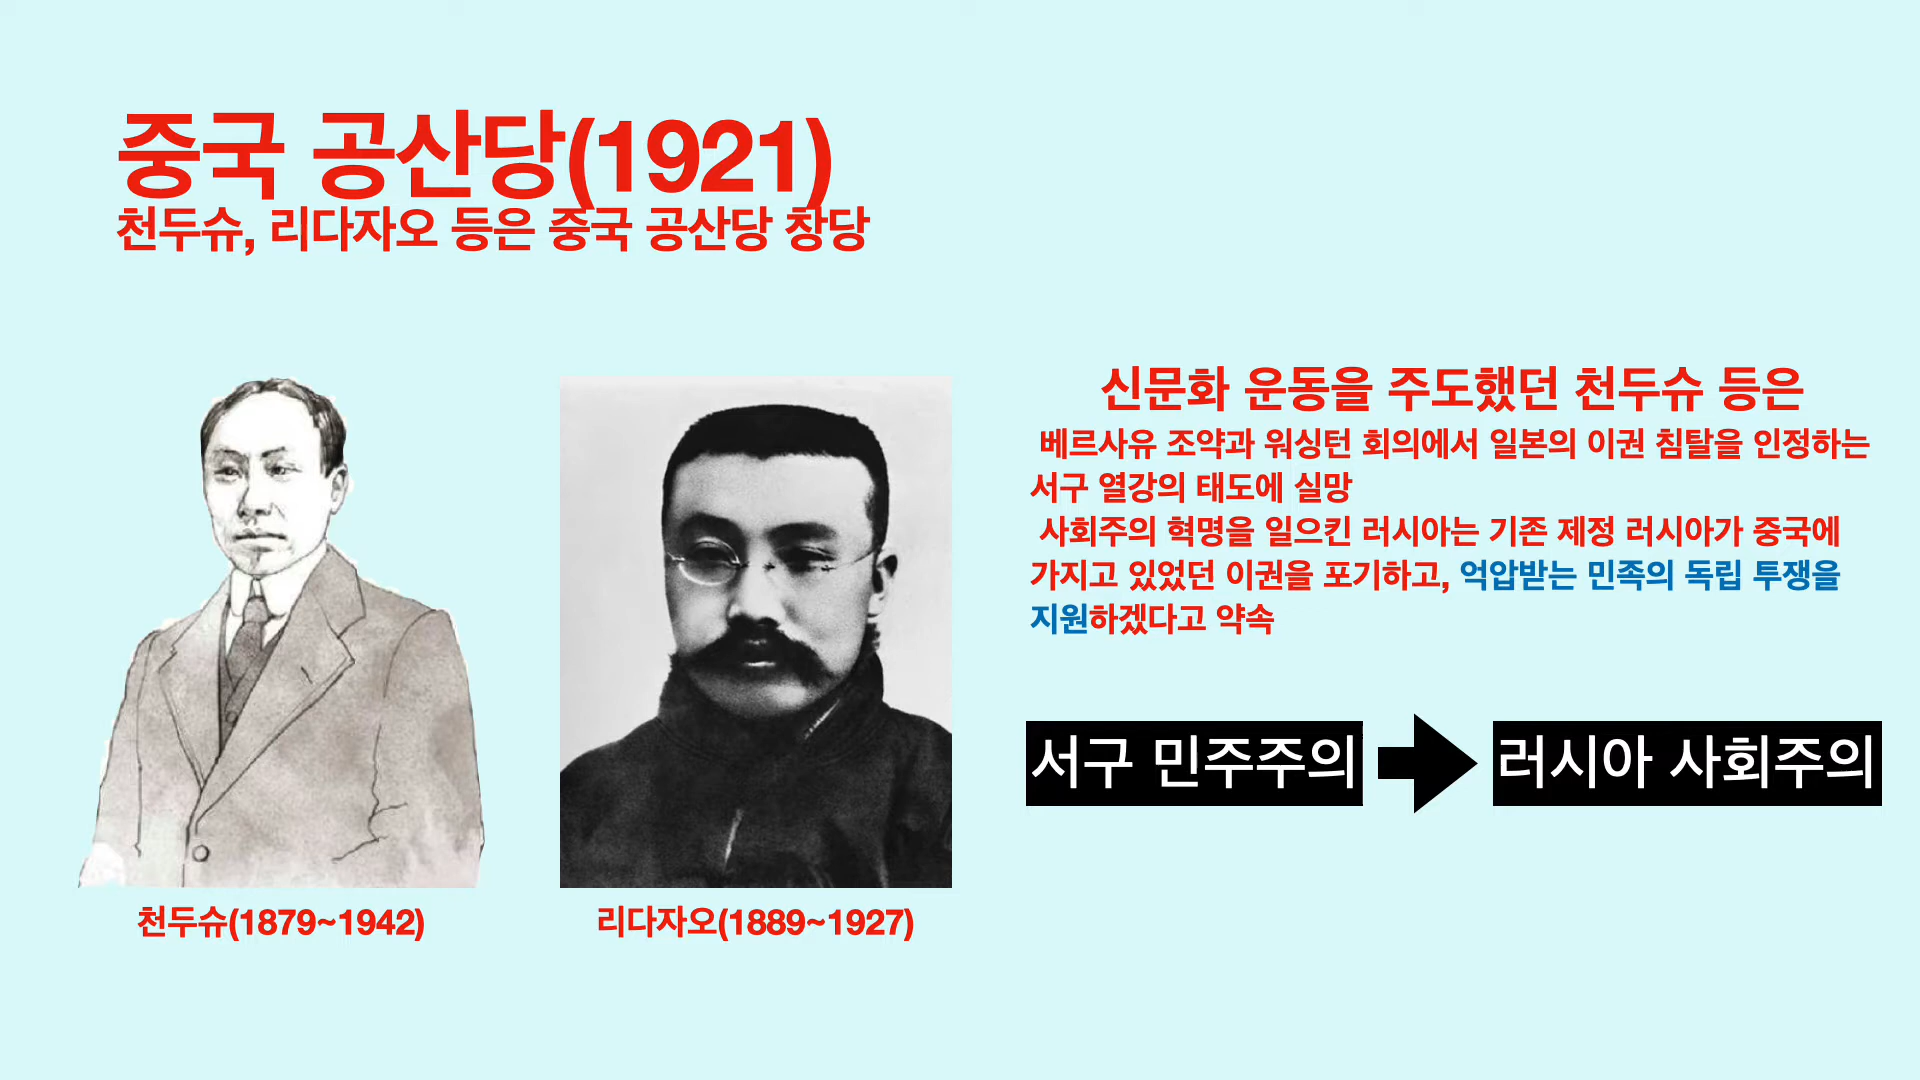 중국 공산당(1921)
천두슈, 리다자오 등은 중국 공산당 창당
신문화 운동을 주도했던 천두슈 등은
베르사유 조약과 워싱턴 회의에서 일본의 이권 침탈을 인정하는
서구 열강의 태도에 실망
사회주의 혁명을 일으킨 러시아는 기존 제정 러시아가 중국에
가지고 있었던 이권을 포기하고, 억압받는 민족의 독립 투쟁을
지원하겠다고 약속
서구 민주주의
러시아 사회주의
천두슈(1879~1942)
리다자오(1889~1927)